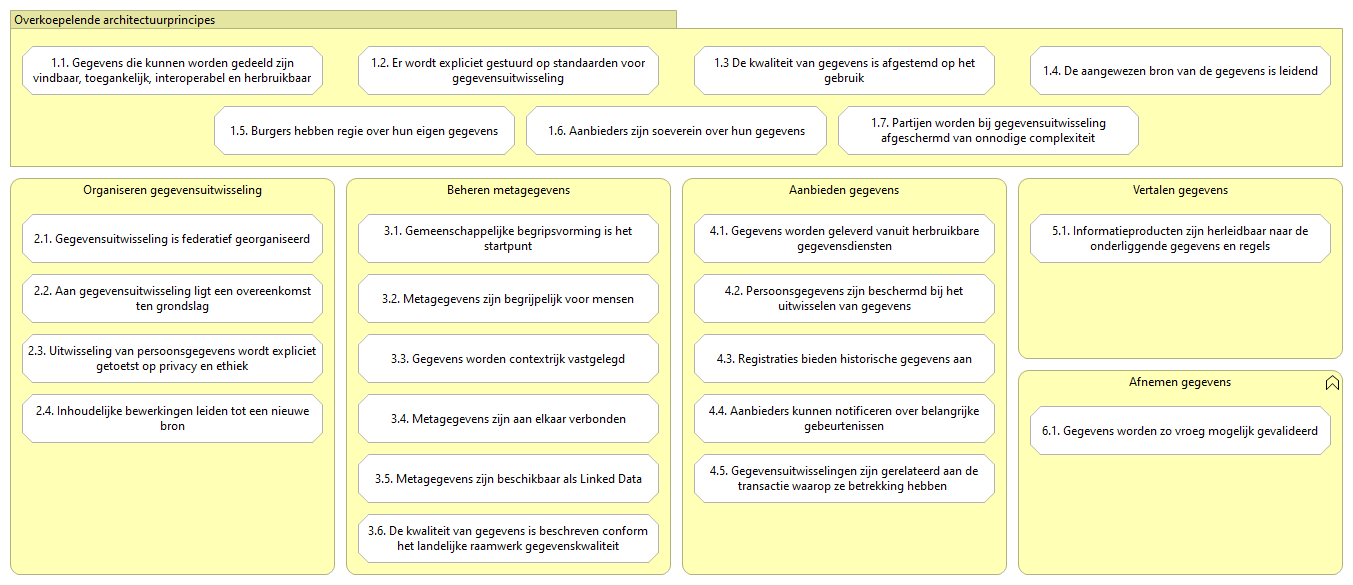 Overkoepelende architectuurprincipes
1.1. Gegevens die kunnen worden gedeeld zijn
vindbaar, toegankelijk, interoperabel en herbruikbaar
1.2. Er wordt expliciet gestuurd op standaarden voor
gegevensuitwisseling
1.3 De kwaliteit van gegevens is afgestemd op het
gebruik
1.4. De aangewezen bron van de gegevens is leidend
1.5. Burgers hebben regie over hun eigen gegevens
1.6. Aanbieders zijn soeverein over hun gegevens
1.7. Partijen worden bij gegevensuitwisseling
afgeschermd van onnodige complexiteit
Organiseren gegevensuitwisseling
2.1. Gegevensuitwisseling is federatief georganiseerd
2.2. Aan gegevensuitwisseling ligt een overeenkomst
ten grondslag
2.3. Uitwisseling van persoonsgegevens wordt expliciet
getoetst op privacy en ethiek
2.4. Inhoudelijke bewerkingen leiden tot een nieuwe
bron
Beheren metagegevens
3.1. Gemeenschappelijke begripsvorming is het
startpunt
3.2. Metagegevens zijn begrijpelijk voor mensen
3.3. Gegevens worden contextrijk vastgelegd
3.4. Metagegevens zijn aan elkaar verbonden
3.5. Metagegevens zijn beschikbaar als Linked Data
3.6. De kwaliteit van gegevens is beschreven conform
het landelijke raamwerk gegevenskwaliteit
Aanbieden gegevens
4.1. Gegevens worden geleverd vanuit herbruikbare
gegevensdiensten
4.2. Persoonsgegevens zijn beschermd bij het
uitwisselen van gegevens
4.3. Registraties bieden historische gegevens aan
4.4. Aanbieders kunnen notificeren over belangrijke
gebeurtenissen
4.5. Gegevensuitwisselingen zijn gerelateerd aan de
transactie waarop ze betrekking hebben
Vertalen gegevens
5.1. Informatieproducten zijn herleidbaar naar de
onderliggende gegevens en regels
Afnemen gegevens
6.1. Gegevens worden zo vroeg mogelijk gevalideerd